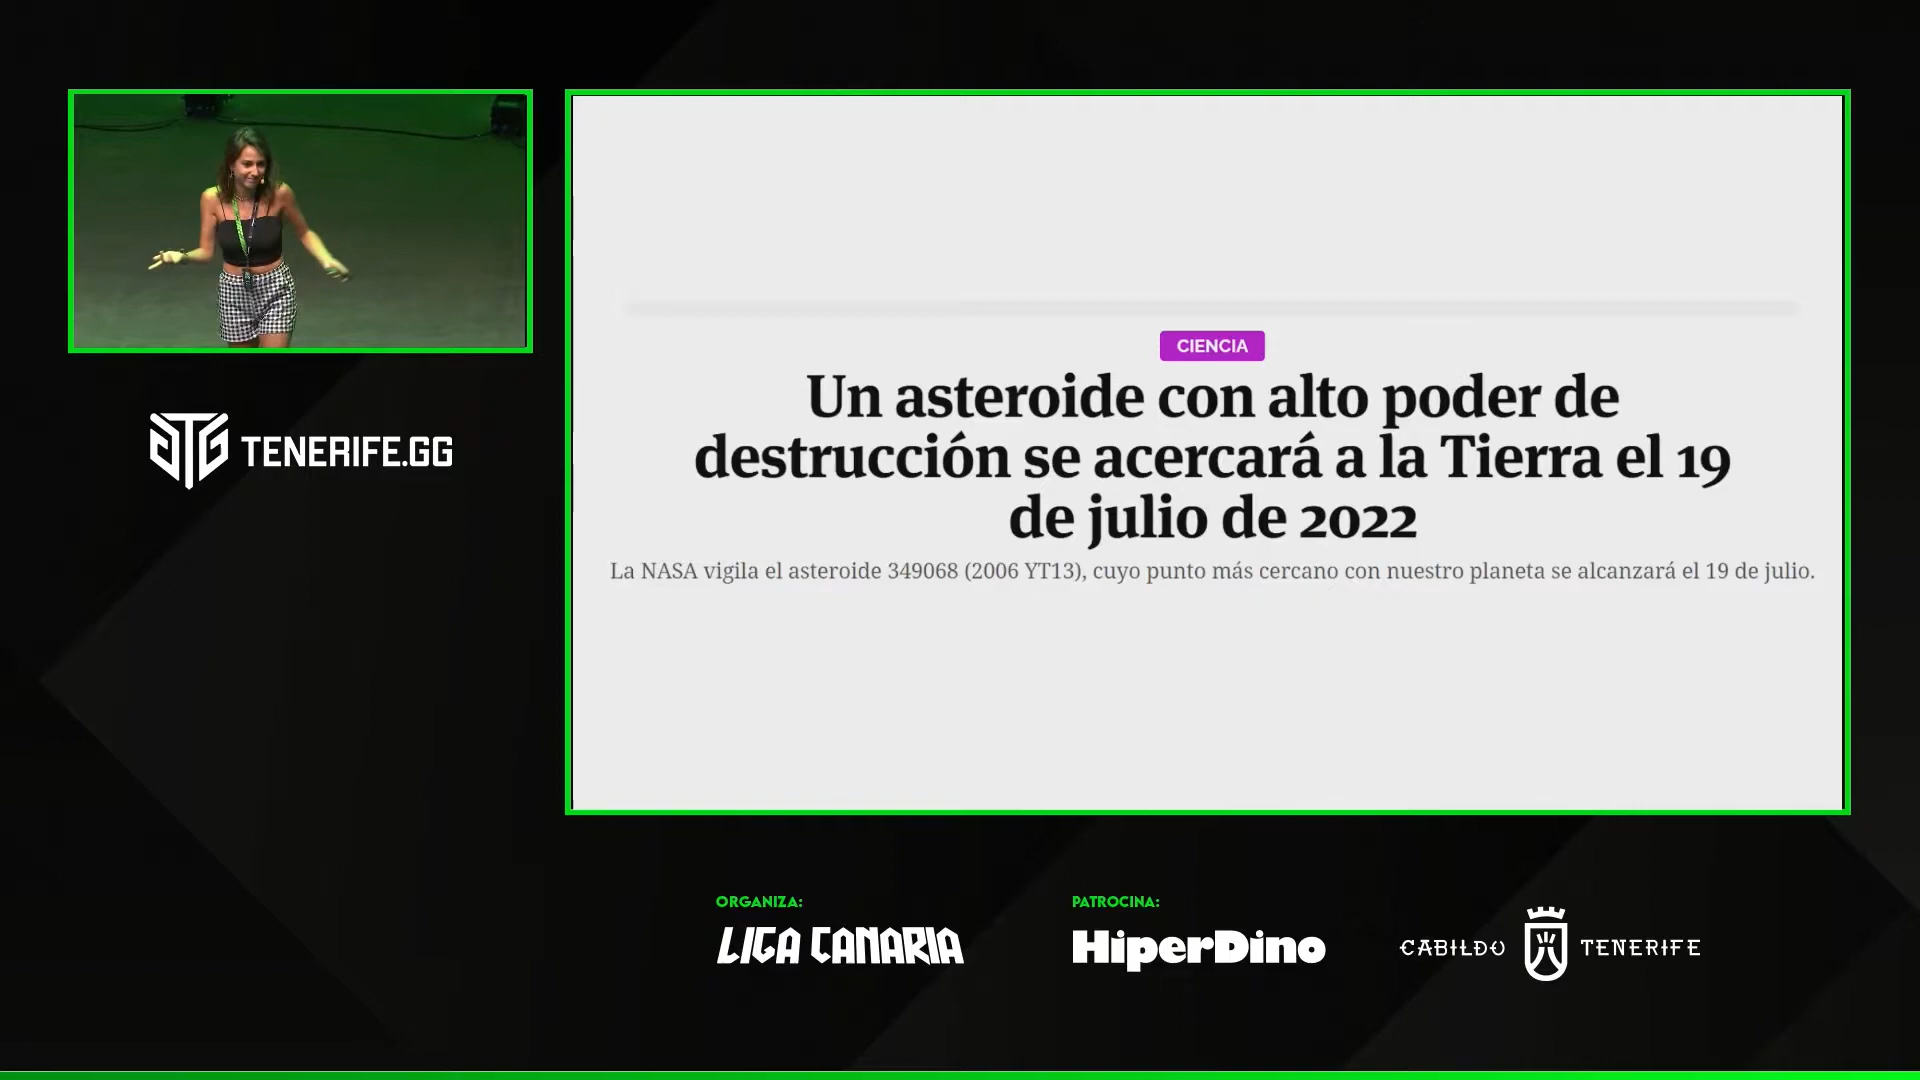 TENERIFE.GG
CIENCIA
Un asteroide con alto poder de
destrucción se acercará a la Tierra el 19
de julio de 2022
La NASA vigila el asteroide 349068 (2006 YT13), cuyo punto más cercano con nuestro planeta se alcanzará el 19 de julio.
ORGANIZA:
LIGA CANARIA
PATROCINA:
HiperDino
CABILDO TENERIFE